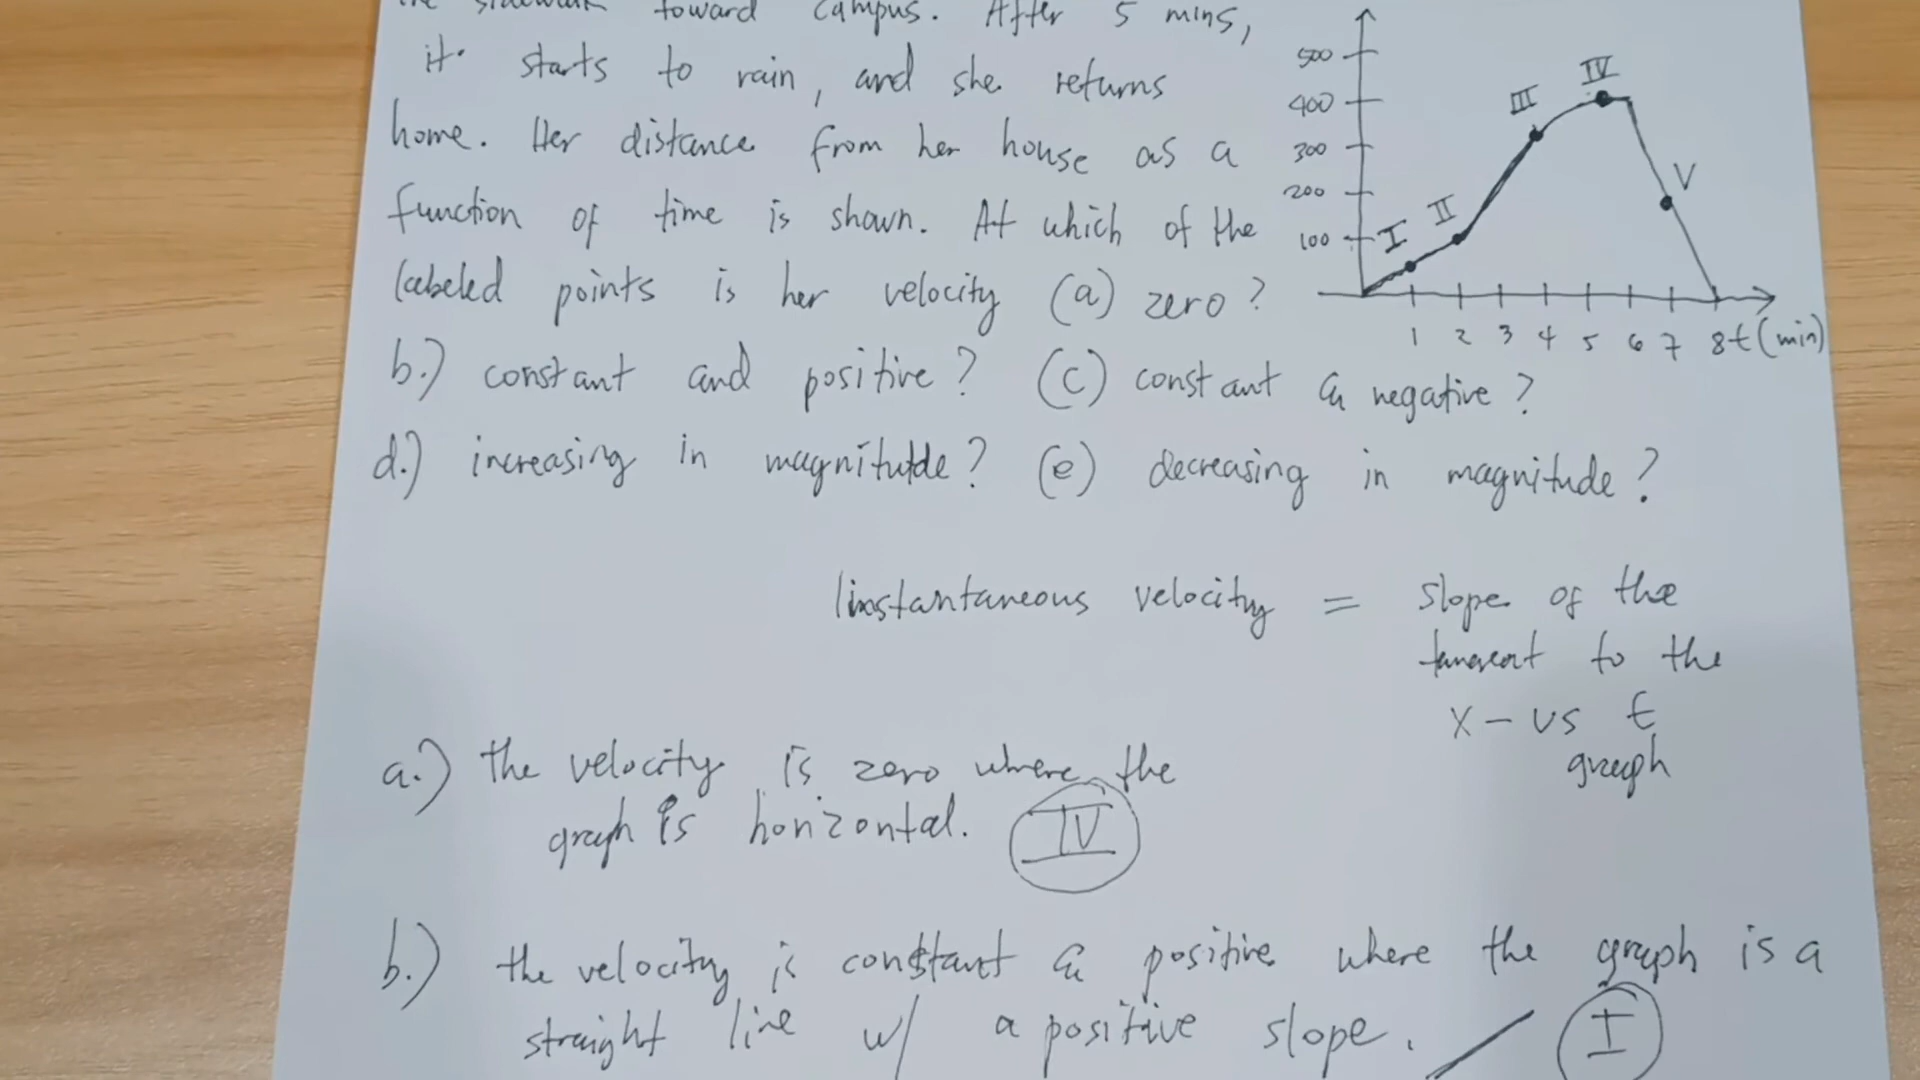 the sidewalk toward campus. After 5 mins,
it starts to rain, and she returns
home. Her distance from her house as a
function of time is shown. At which of the
labeled points is her velocity (a) zero?
b.) constant and positive? (c) constant & negative?
d.) increasing in magnitude? (e) decreasing in magnitude?
500
400
300
200
100
I
II
III
IV
V
1 2 3 4 5 6 7 8 t(min)
instantaneous velocity = slope of the
tangent to the
x - vs t
graph
a.) the velocity is zero where the
graph is horizontal. IV
b.) the velocity is constant & positive where the graph is a
straight line w/ a positive slope. I